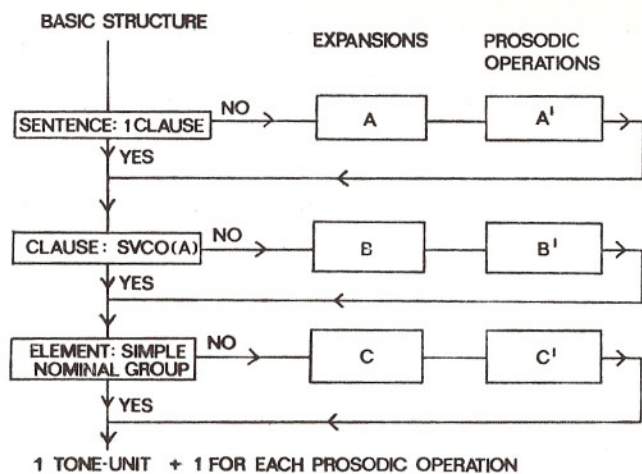 BASIC STRUCTURE
EXPANSIONS
PROSODIC
OPERATIONS
SENTENCE: 1 CLAUSE
NO
A
A'
YES
CLAUSE: SVCO(A)
NO
B
B'
YES
ELEMENT: SIMPLE
NOMINAL GROUP
NO
C
C'
YES
1 TONE-UNIT + 1 FOR EACH PROSODIC OPERATION